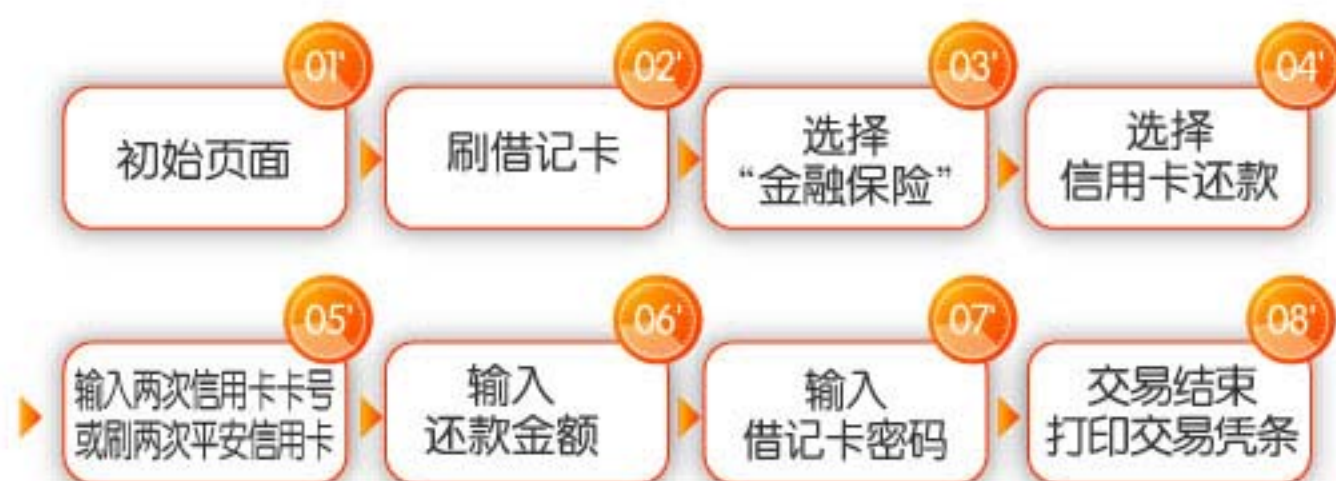 01'
初始页面
02'
刷借记卡
03'
选择
“金融保险”
04'
选择
信用卡还款
05'
输入两次信用卡卡号
或刷两次平安信用卡
06'
输入
还款金额
07'
输入
借记卡密码
08'
交易结束
打印交易凭条